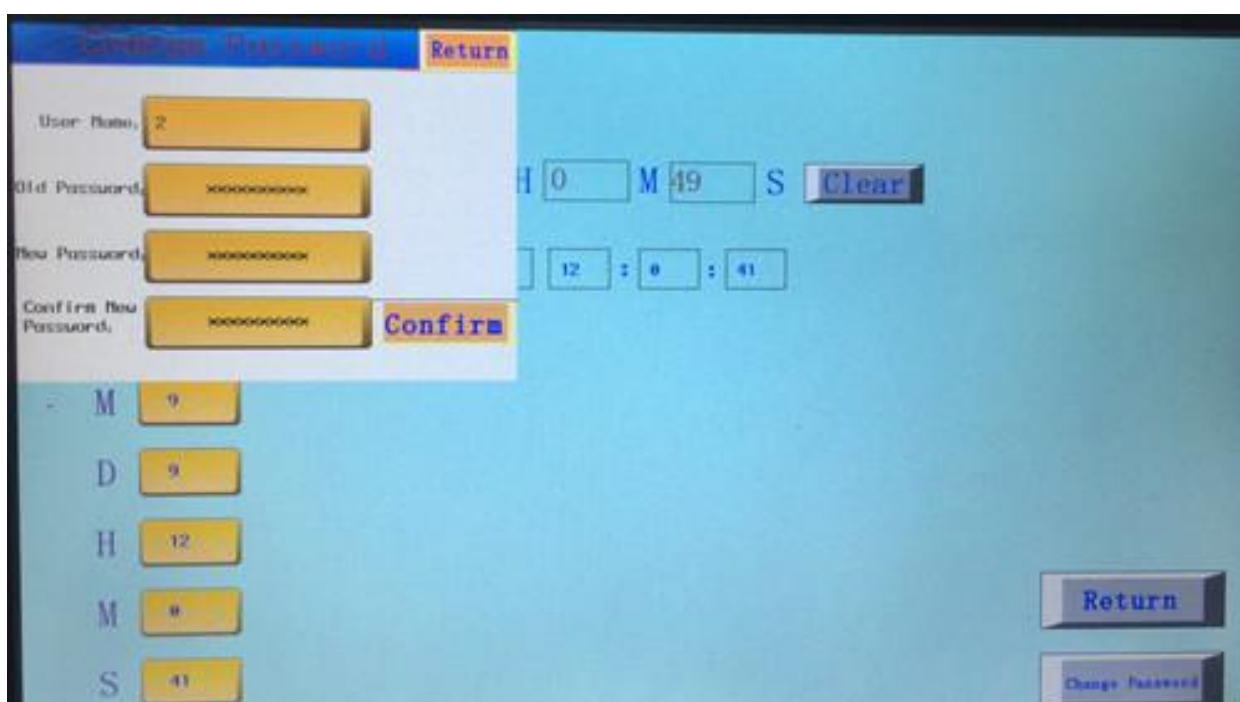 Password Return
User Name. 2
Old Password. **********
H 0 M 49 S Clear
New Password. **********
12 : 0 : 41
Confirm New
Password. ********** Confirm
M 9
D 9
H 12
M 0 Return
S 41 Change Password